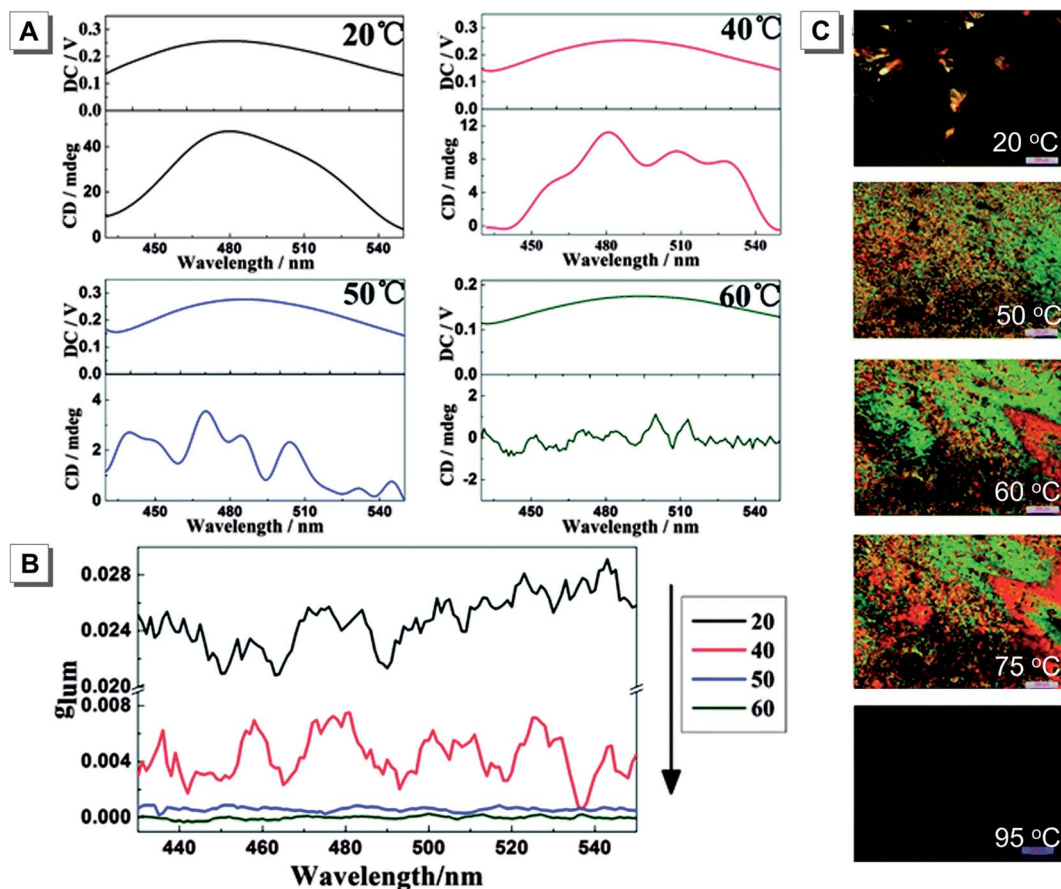 A
20℃
0.3
0.2
0.1
0.0
DC / V
40
20
0
CD / mdeg
450 480 510 540
Wavelength / nm
40℃
0.3
0.2
0.1
0.0
DC / V
12
8
4
0
CD / mdeg
450 480 510 540
Wavelength / nm
50℃
0.3
0.2
0.1
0.0
DC / V
4
2
0
CD / mdeg
450 480 510 540
Wavelength / nm
60℃
0.2
0.1
0.0
DC / V
2
0
-2
CD / mdeg
450 480 510 540
Wavelength / nm
B
0.028
0.024
0.020
0.008
0.004
0.000
glum
440 460 480 500 520 540
Wavelength/nm
20
40
50
60
C
20 °C
50 °C
60 °C
75 °C
95 °C